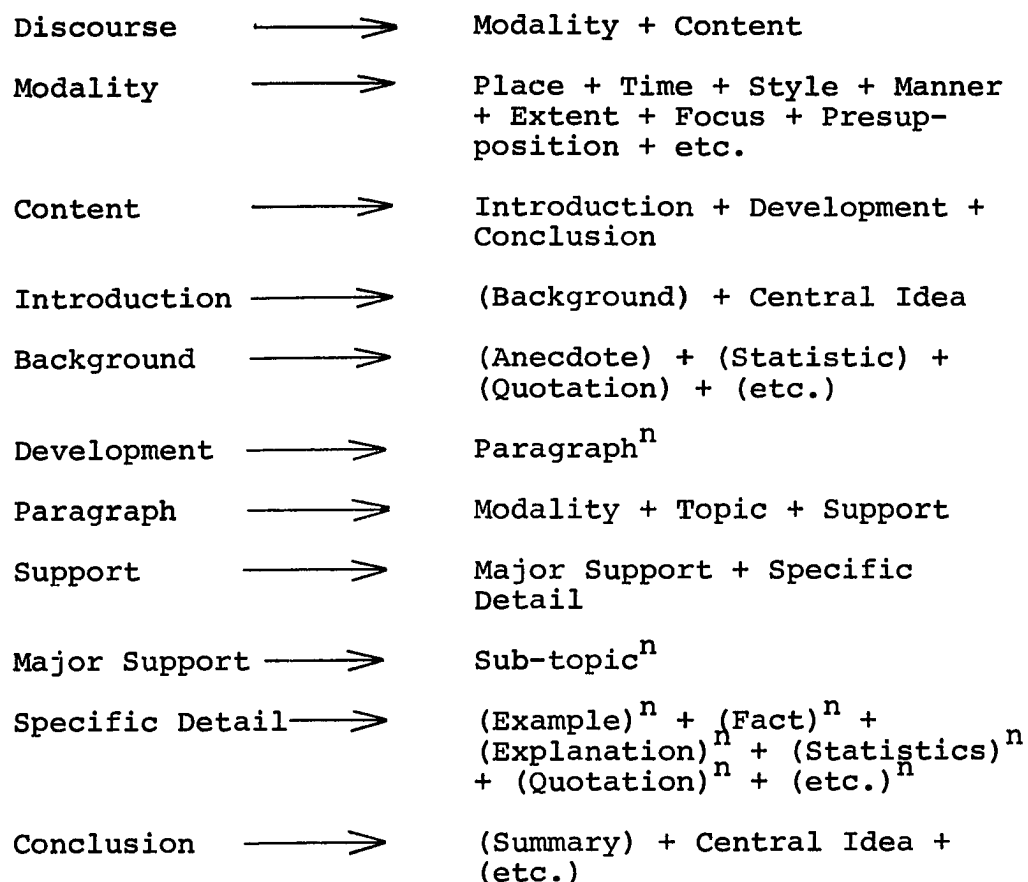 Discourse ⟶ Modality + Content
Modality ⟶ Place + Time + Style + Manner
+ Extent + Focus + Presup-
position + etc.
Content ⟶ Introduction + Development +
Conclusion
Introduction ⟶ (Background) + Central Idea
Background ⟶ (Anecdote) + (Statistic) +
(Quotation) + (etc.)
Development ⟶ Paragraphⁿ
Paragraph ⟶ Modality + Topic + Support
Support ⟶ Major Support + Specific
Detail
Major Support ⟶ Sub-topicⁿ
Specific Detail ⟶ (Example)ⁿ + (Fact)ⁿ +
(Explanation)ⁿ + (Statistics)ⁿ
+ (Quotation)ⁿ + (etc.)ⁿ
Conclusion ⟶ (Summary) + Central Idea +
(etc.)